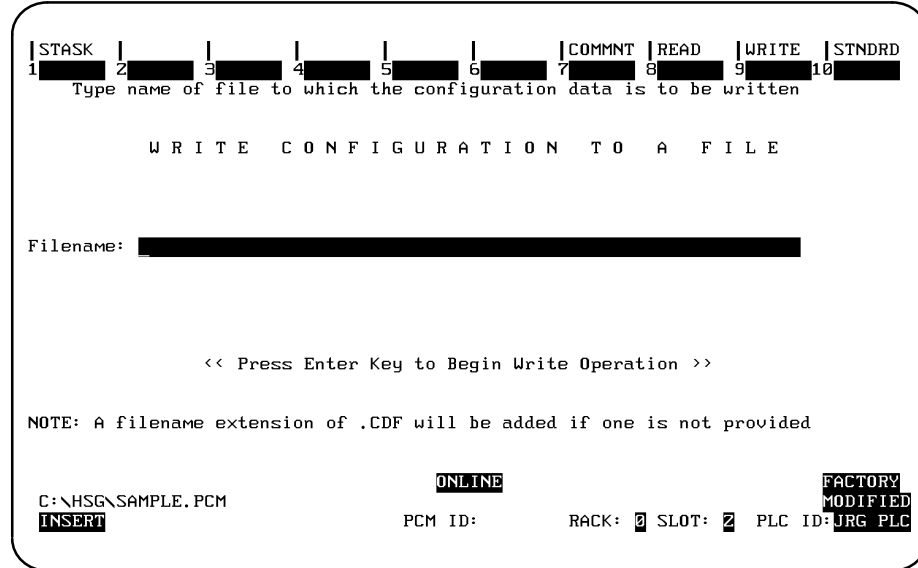 STASK COMMNT READ WRITE STNDRD
1 2 3 4 5 6 7 8 9 10
Type name of file to which the configuration data is to be written
W R I T E   C O N F I G U R A T I O N   T O   A   F I L E
Filename:
<< Press Enter Key to Begin Write Operation >>
NOTE: A filename extension of .CDF will be added if one is not provided
ONLINE FACTORY
C:\HSG\SAMPLE.PCM MODIFIED
INSERT PCM ID: RACK: 0 SLOT: 2 PLC ID: JRG PLC